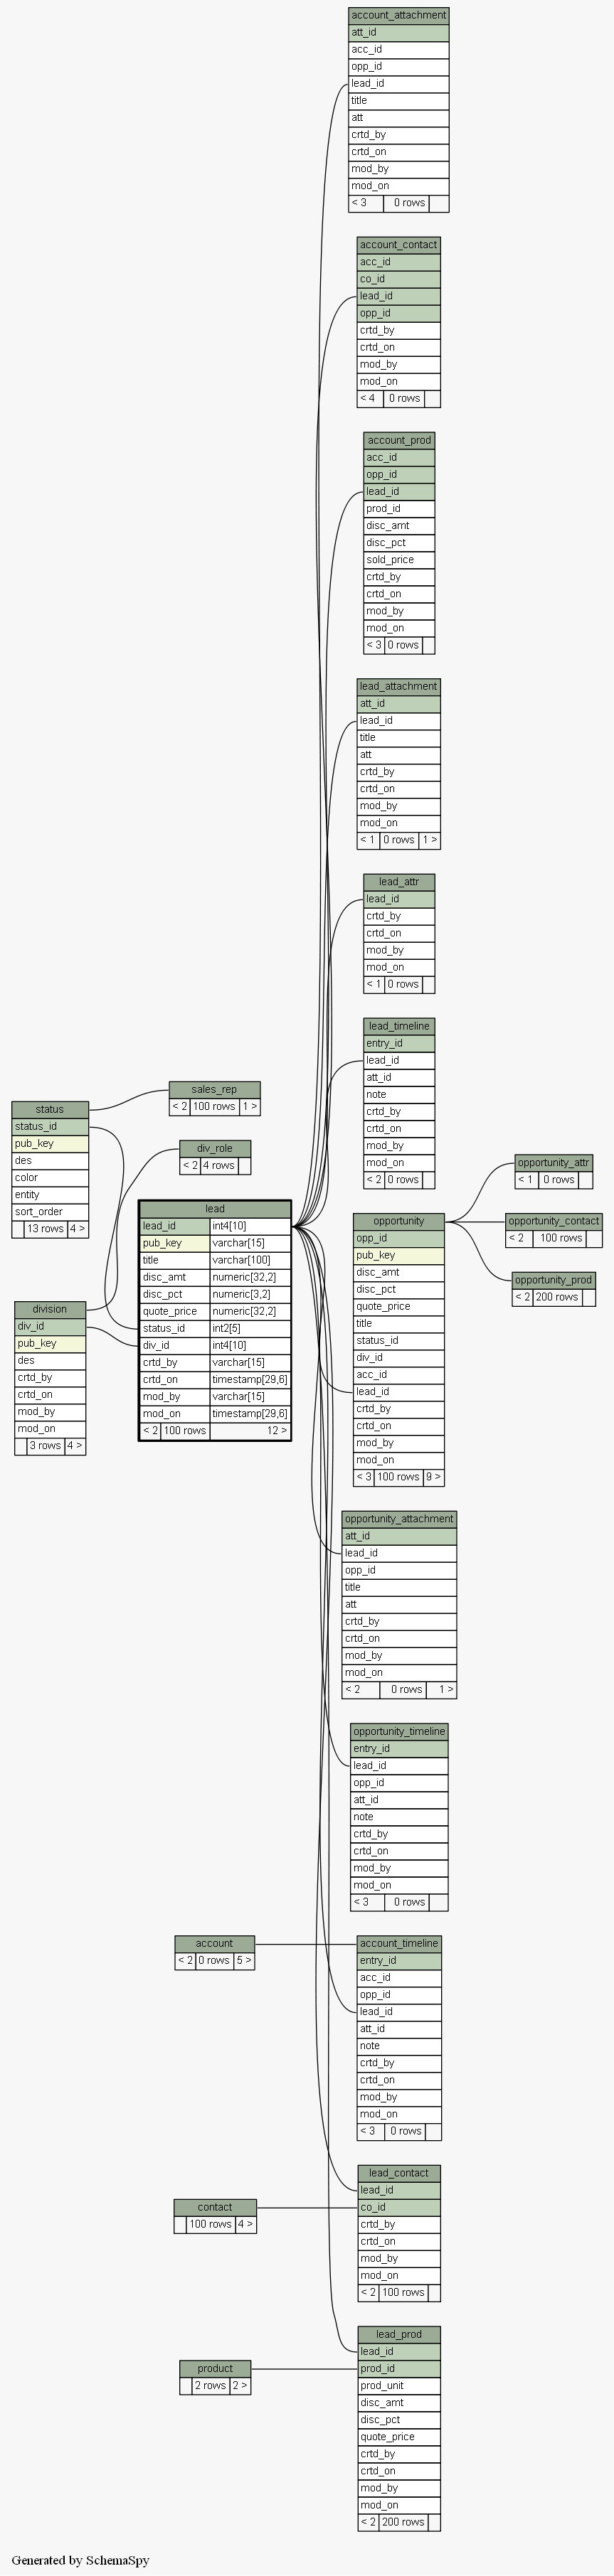 account_attachment
att_id
acc_id
opp_id
lead_id
title
att
crtd_by
crtd_on
mod_by
mod_on
< 3 0 rows
account_contact
acc_id
co_id
lead_id
opp_id
crtd_by
crtd_on
mod_by
mod_on
< 4 0 rows
account_prod
acc_id
opp_id
lead_id
prod_id
disc_amt
disc_pct
sold_price
crtd_by
crtd_on
mod_by
mod_on
< 3 0 rows
lead_attachment
att_id
lead_id
title
att
crtd_by
crtd_on
mod_by
mod_on
< 1 0 rows 1 >
lead_attr
lead_id
crtd_by
crtd_on
mod_by
mod_on
< 1 0 rows
lead_timeline
entry_id
lead_id
att_id
note
crtd_by
crtd_on
mod_by
mod_on
< 2 0 rows
sales_rep
< 2 100 rows 1 >
status
status_id
pub_key
des
color
entity
sort_order
13 rows 4 >
div_role
< 2 4 rows
lead
lead_id int4[10]
pub_key varchar[15]
title varchar[100]
disc_amt numeric[32,2]
disc_pct numeric[3,2]
quote_price numeric[32,2]
status_id int2[5]
div_id int4[10]
crtd_by varchar[15]
crtd_on timestamp[29,6]
mod_by varchar[15]
mod_on timestamp[29,6]
< 2 100 rows 12 >
division
div_id
pub_key
des
crtd_by
crtd_on
mod_by
mod_on
3 rows 4 >
opportunity
opp_id
pub_key
disc_amt
disc_pct
quote_price
title
status_id
div_id
acc_id
lead_id
crtd_by
crtd_on
mod_by
mod_on
< 3 100 rows 9 >
opportunity_attr
< 1 0 rows
opportunity_contact
< 2 100 rows
opportunity_prod
< 2 200 rows
opportunity_attachment
att_id
lead_id
opp_id
title
att
crtd_by
crtd_on
mod_by
mod_on
< 2 0 rows 1 >
opportunity_timeline
entry_id
lead_id
opp_id
att_id
note
crtd_by
crtd_on
mod_by
mod_on
< 3 0 rows
account
< 2 0 rows 5 >
account_timeline
entry_id
acc_id
opp_id
lead_id
att_id
note
crtd_by
crtd_on
mod_by
mod_on
< 3 0 rows
lead_contact
lead_id
co_id
crtd_by
crtd_on
mod_by
mod_on
< 2 100 rows
contact
100 rows 4 >
lead_prod
lead_id
prod_id
prod_unit
disc_amt
disc_pct
quote_price
crtd_by
crtd_on
mod_by
mod_on
< 2 200 rows
product
2 rows 2 >
Generated by SchemaSpy